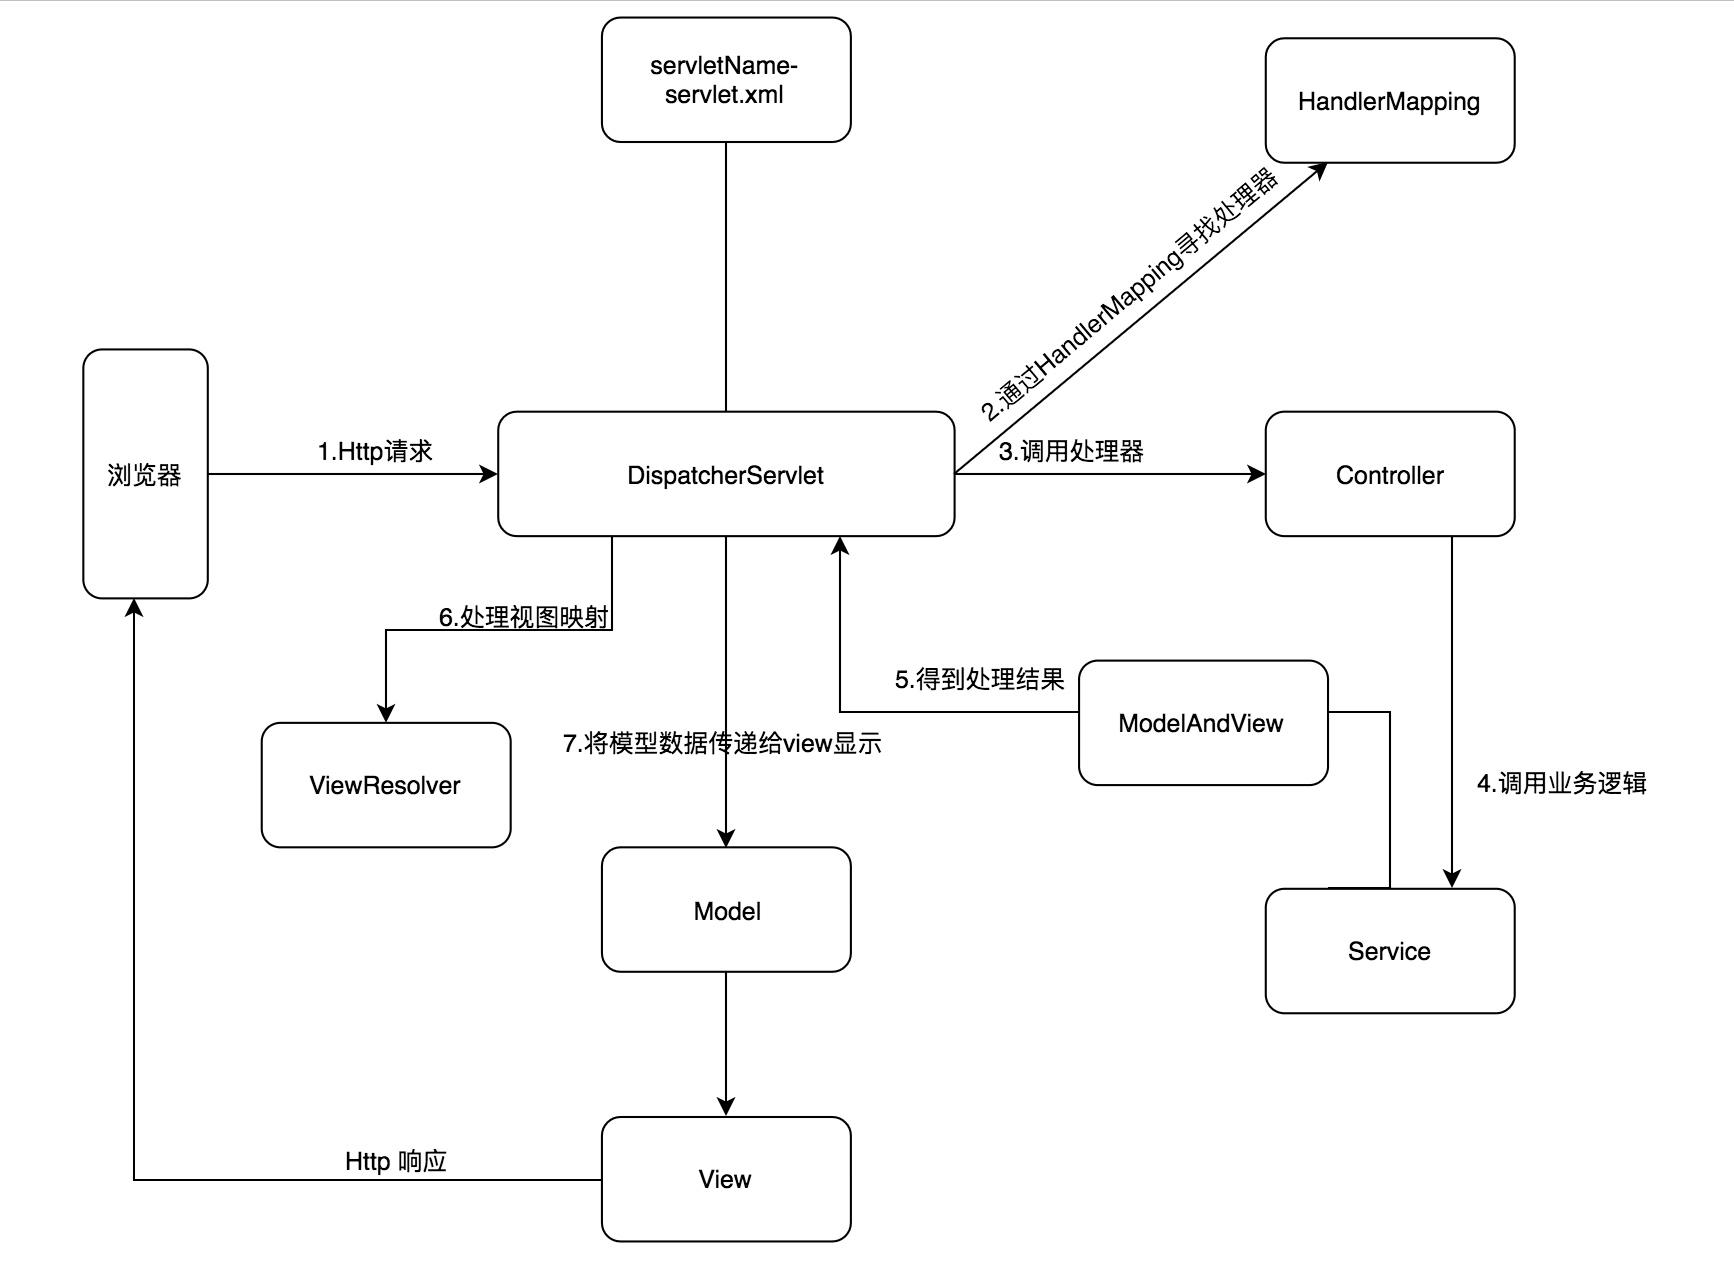 servletName-
servlet.xml
HandlerMapping
2.通过HandlerMapping寻找处理器
浏览器
1.Http请求
DispatcherServlet
3.调用处理器
Controller
6.处理视图映射
5.得到处理结果
ModelAndView
7.将模型数据传递给view显示
ViewResolver
4.调用业务逻辑
Model
Service
Http 响应
View